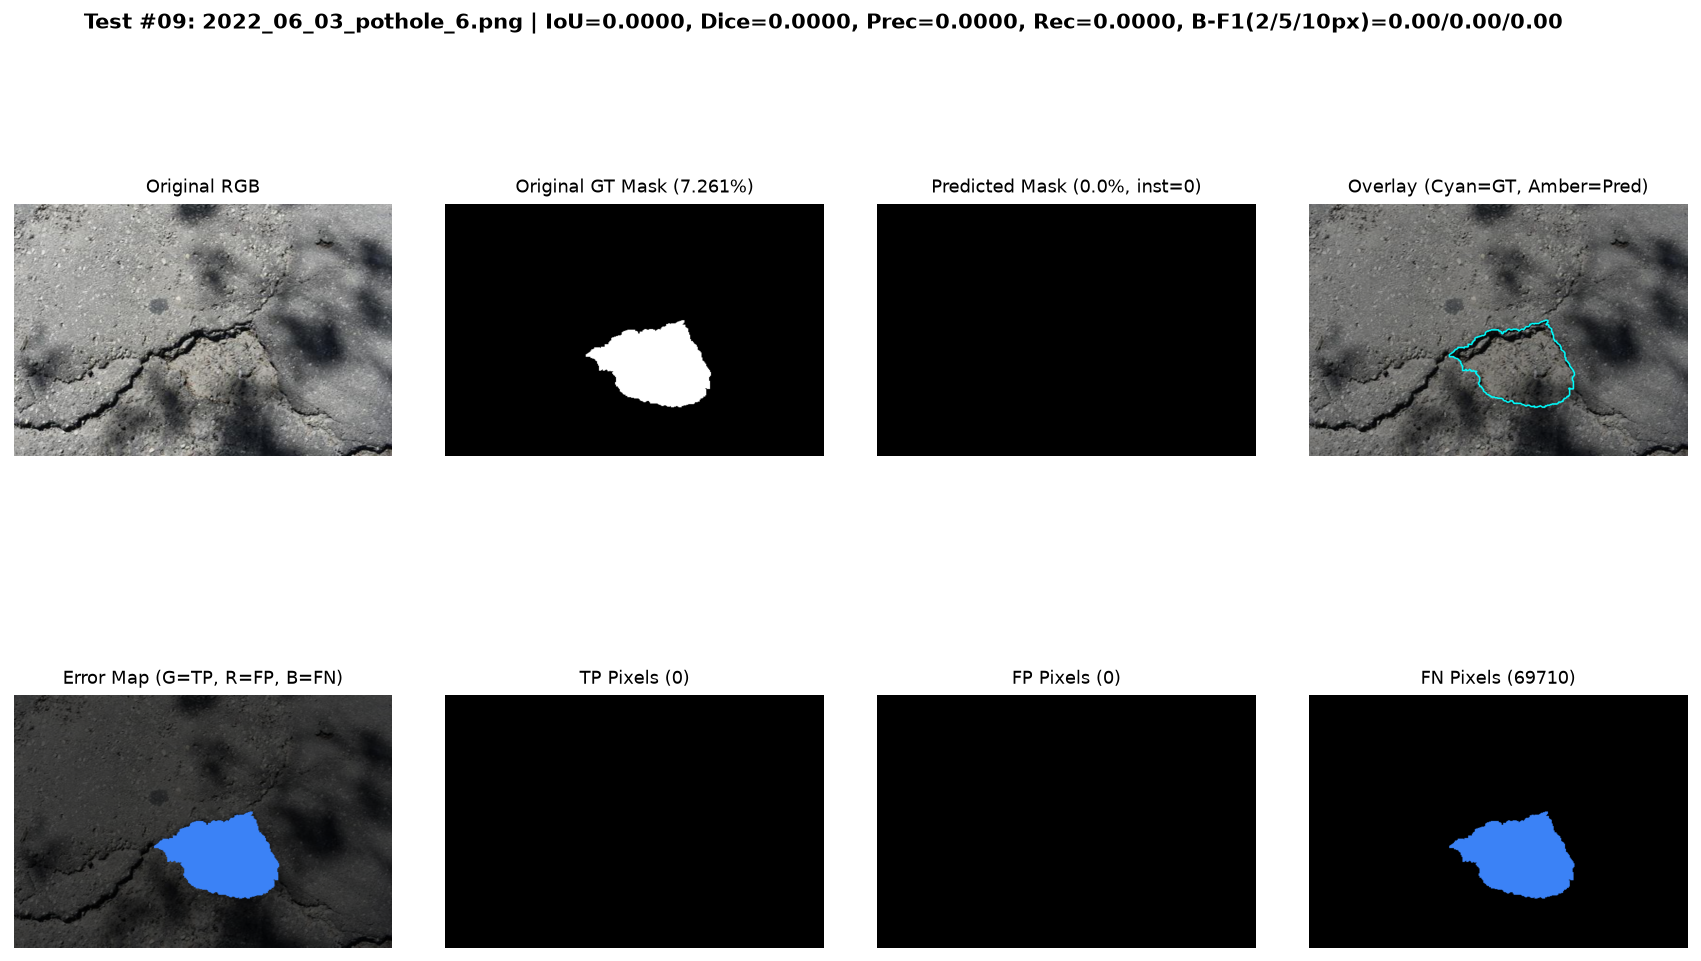 Test #09: 2022_06_03_pothole_6.png | IoU=0.0000, Dice=0.0000, Prec=0.0000, Rec=0.0000, B-F1(2/5/10px)=0.00/0.00/0.00
Original RGB
Original GT Mask (7.261%)
Predicted Mask (0.0%, inst=0)
Overlay (Cyan=GT, Amber=Pred)
Error Map (G=TP, R=FP, B=FN)
TP Pixels (0)
FP Pixels (0)
FN Pixels (69710)